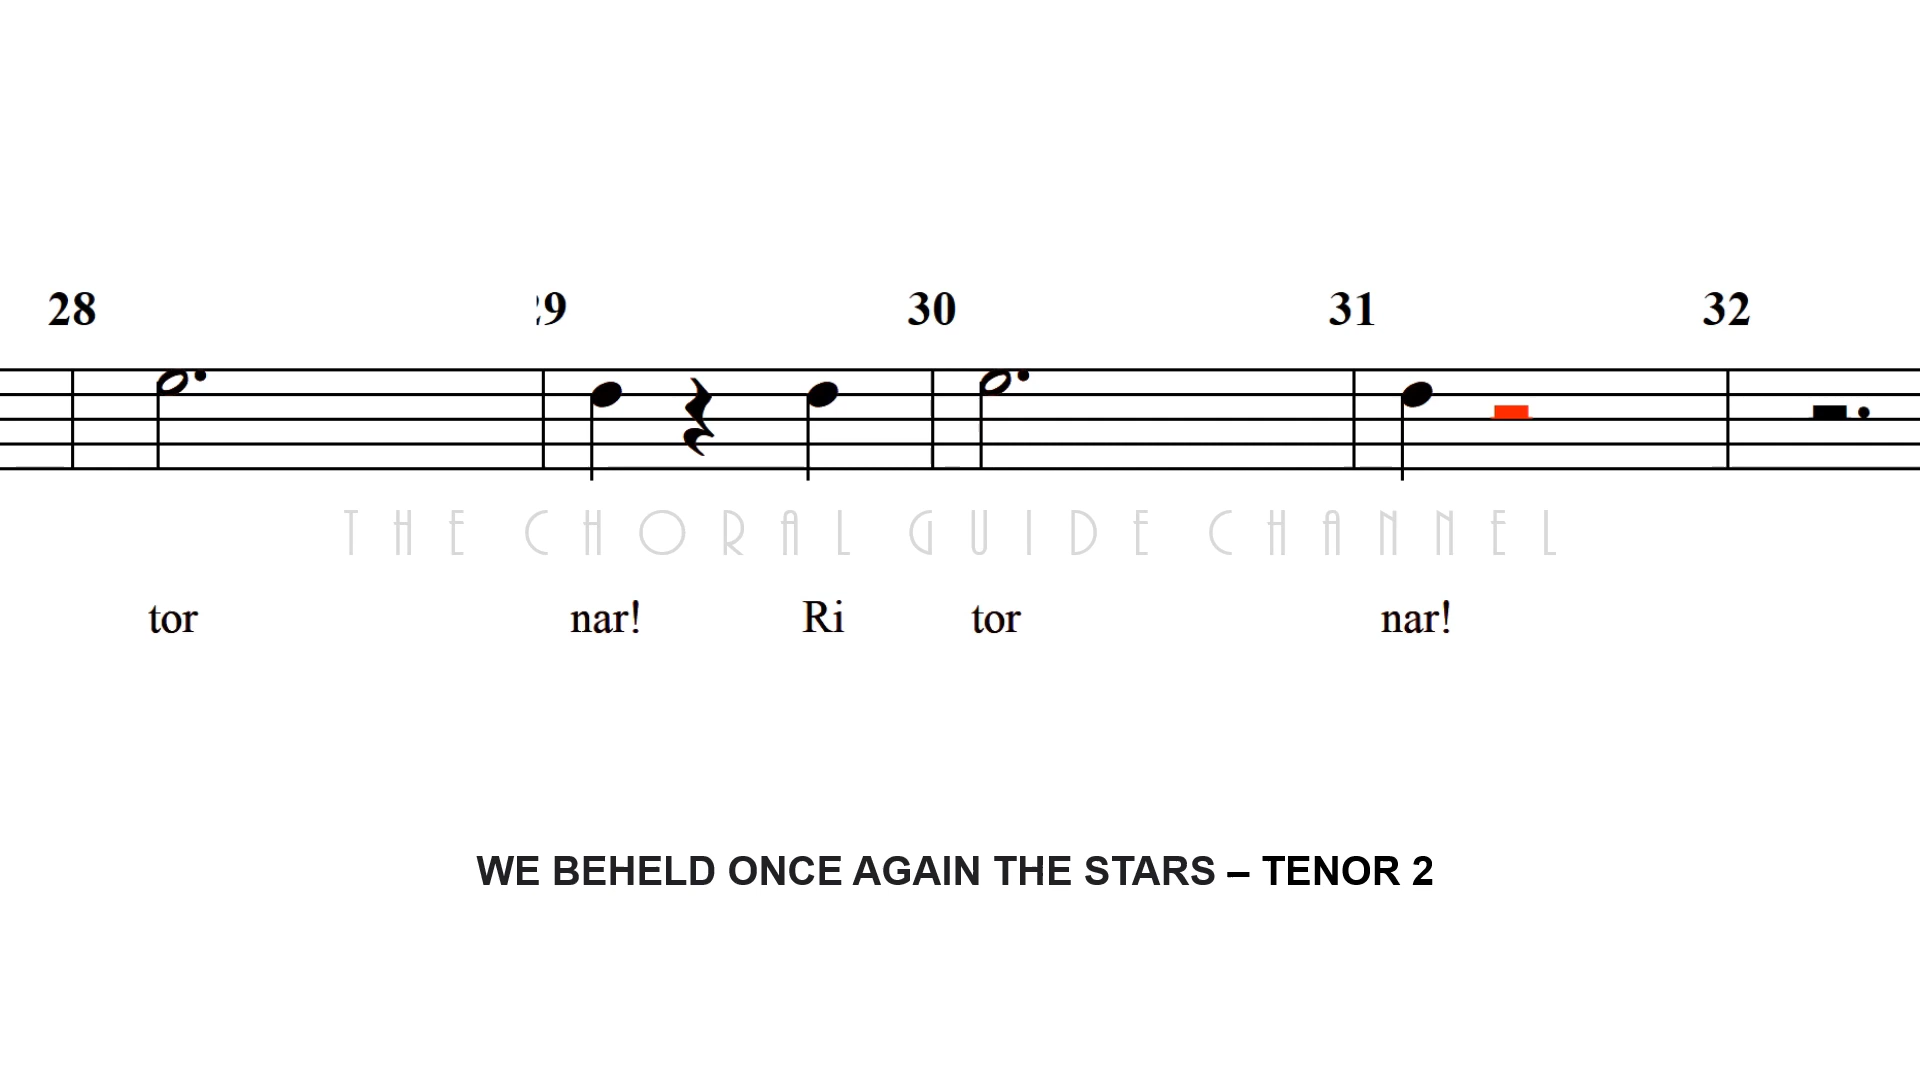 28 9 30 31 32
THE CHORAL GUIDE CHANNEL
tor nar! Ri tor nar!
WE BEHELD ONCE AGAIN THE STARS – TENOR 2